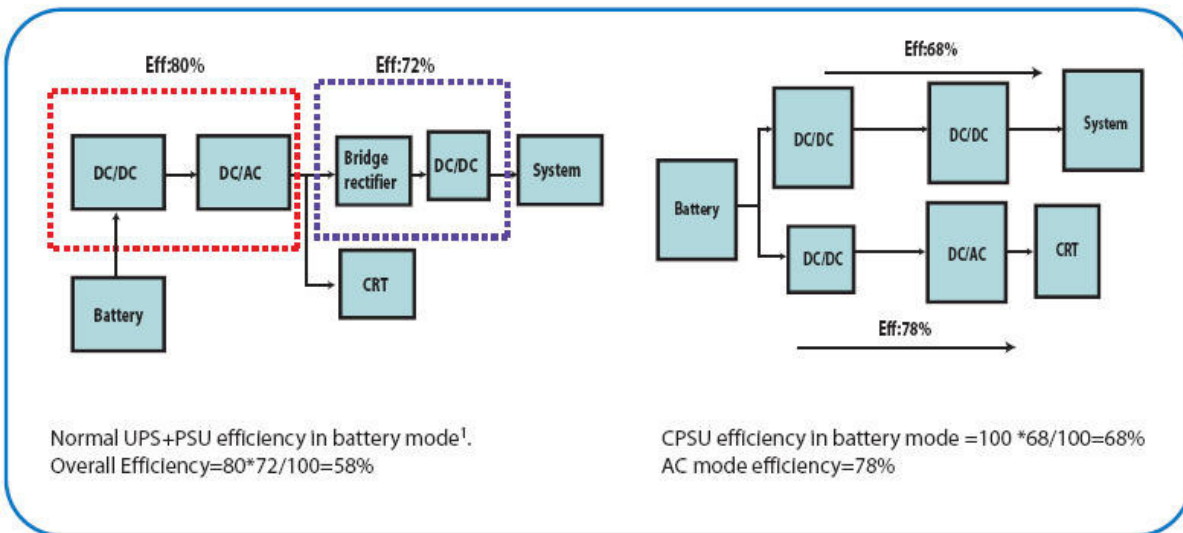 Eff:80%
Eff:72%
DC/DC
DC/AC
Bridge
rectifier
DC/DC
System
Battery
CRT
Normal UPS+PSU efficiency in battery mode¹.
Overall Efficiency=80*72/100=58%
Eff:68%
DC/DC
DC/DC
System
Battery
DC/DC
DC/AC
CRT
Eff:78%
CPSU efficiency in battery mode =100 *68/100=68%
AC mode efficiency=78%